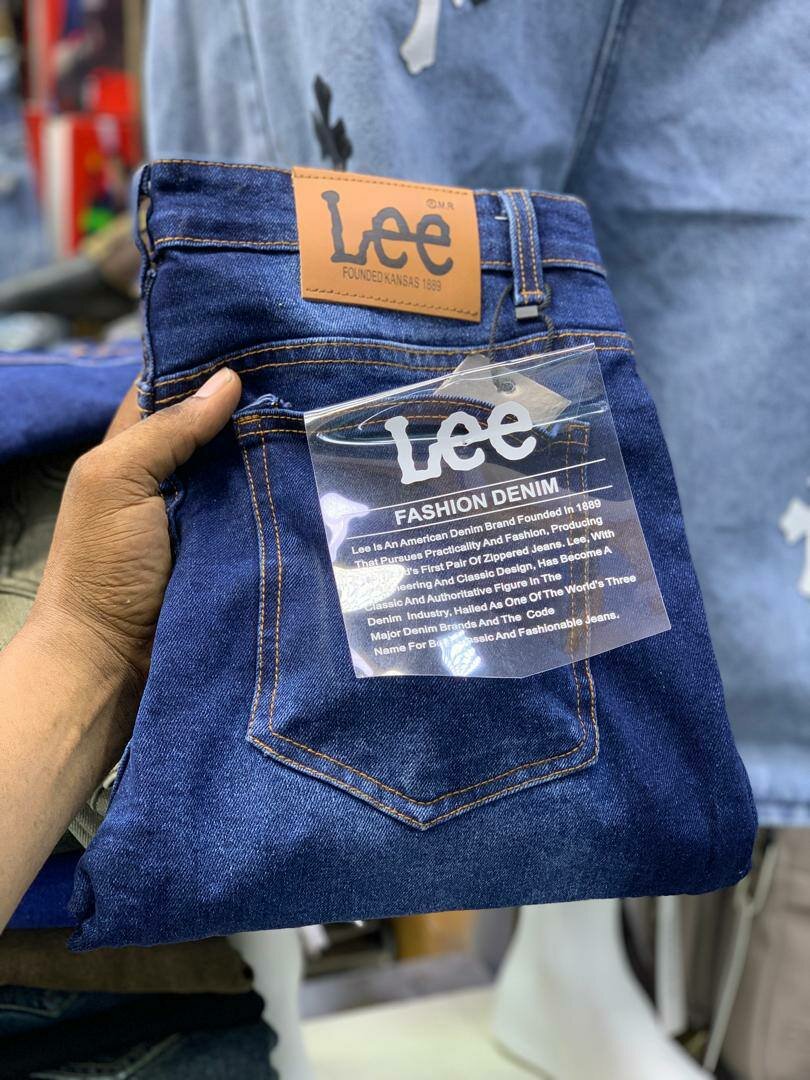 Lee
® M.R
FOUNDED KANSAS 1889
Lee
FASHION DENIM
Lee Is An American Denim Brand Founded In 1889
That Pursues Practicality And Fashion, Producing
First Pair Of Zippered Jeans. Lee, With
And Classic Design, Has Become A
Classic And Authoritative Figure In The
Denim Industry, Hailed As One Of The World's Three
Major Denim Brands And The Code
Name For And Fashionable Jeans.